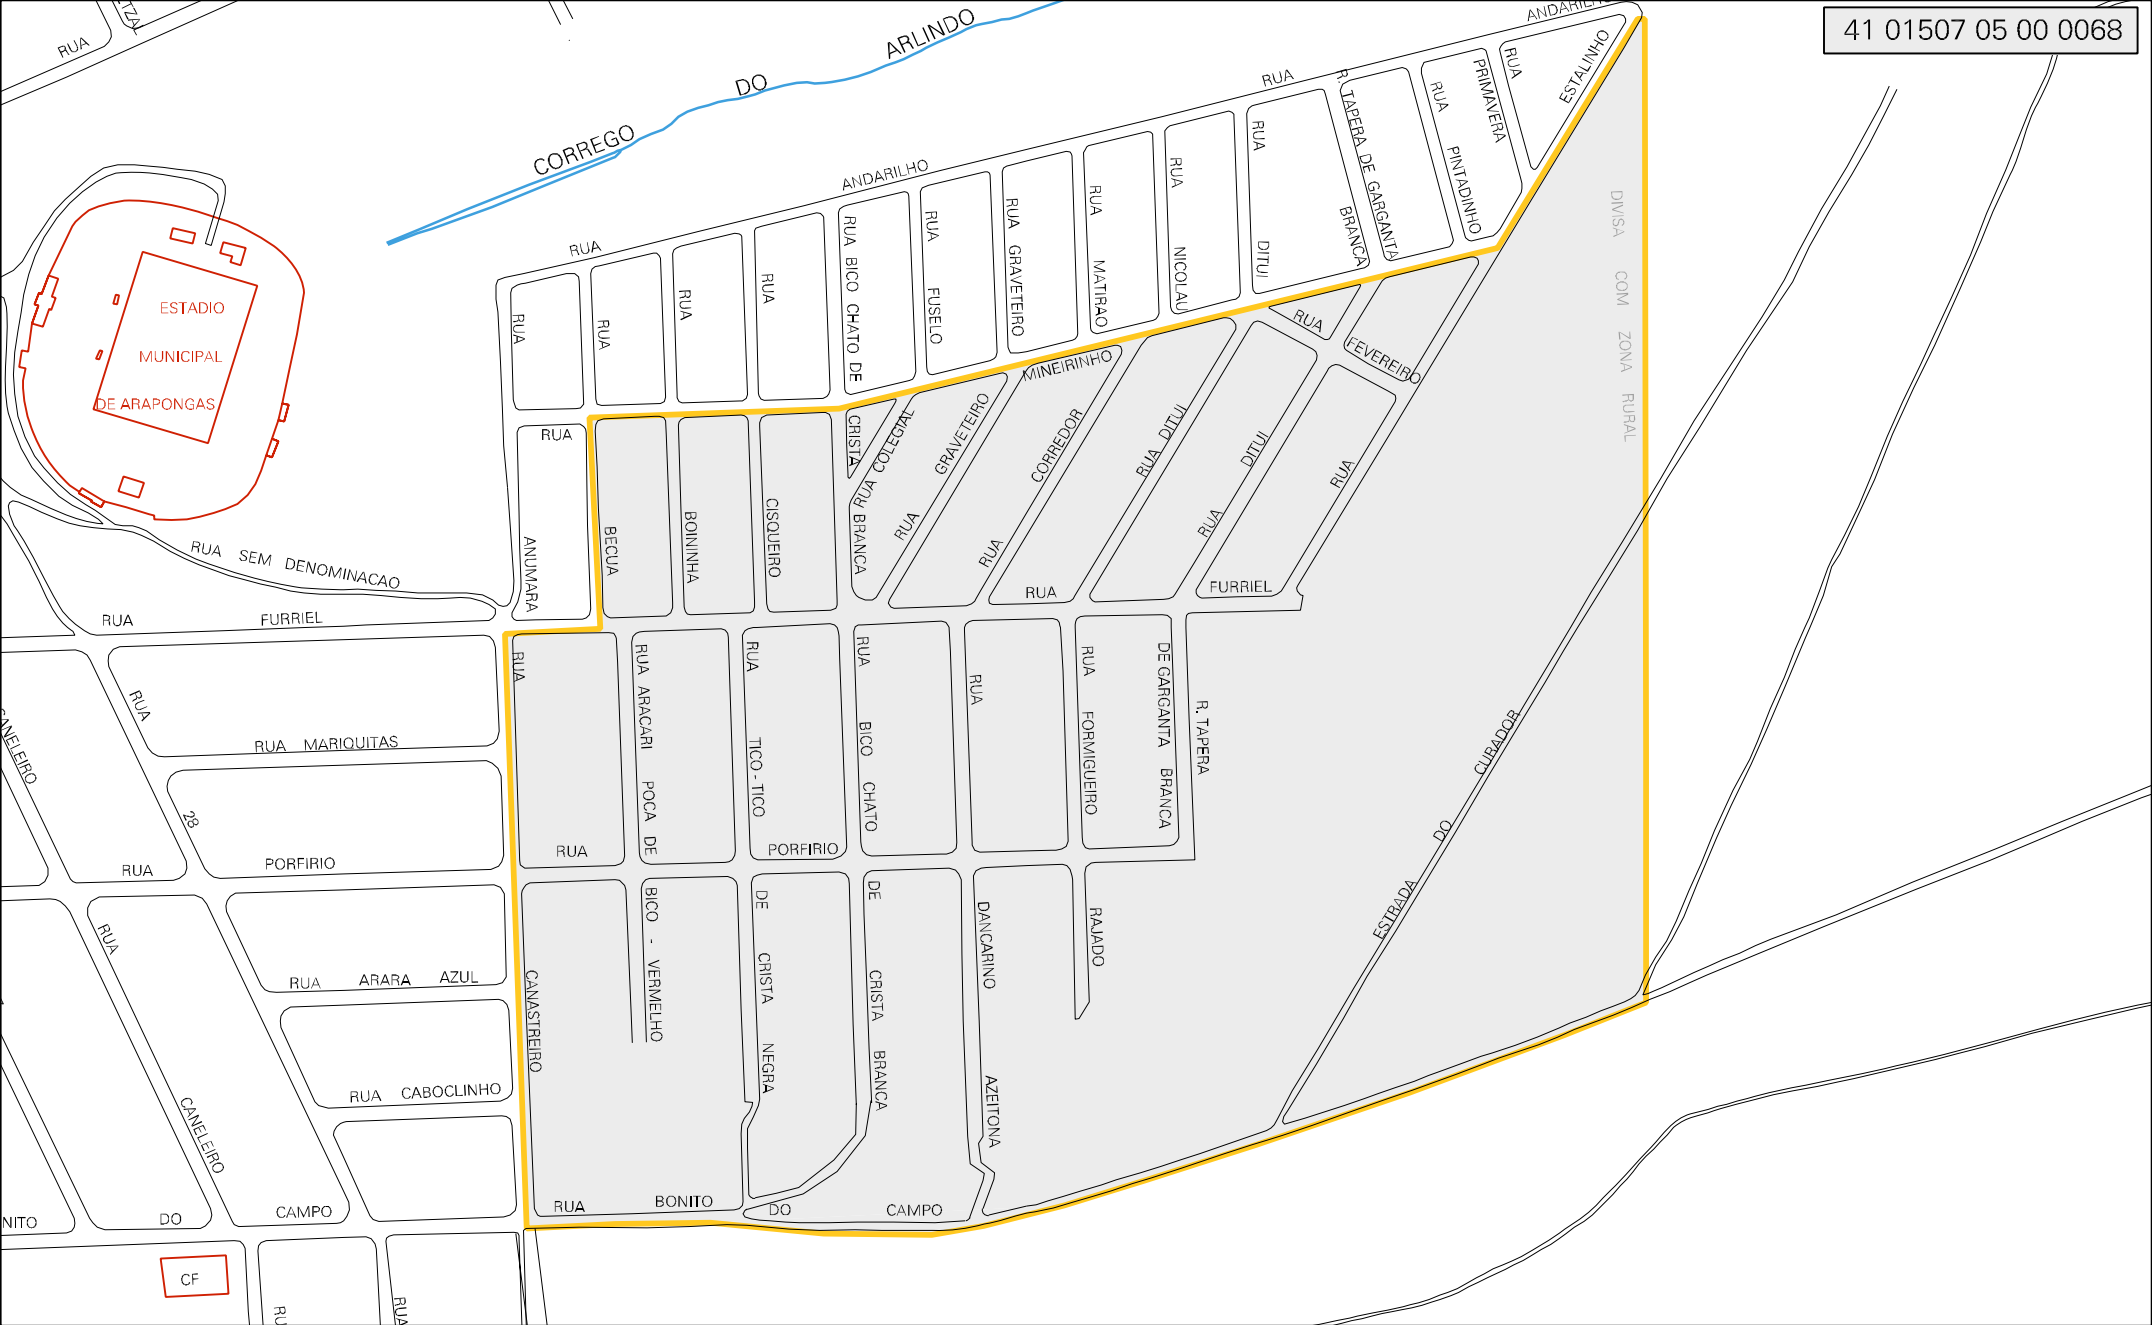 41 01507 05 00 0068
RUA
CORREGO DO ARLINDO
RUA ANDARILHO RUA ANDARILHO
ESTADIO
MUNICIPAL
DE ARAPONGAS
RUA ANUMARA
RUA BECUA
RUA BOININHA
RUA CISQUEIRO
RUA BICO CHATO DE CRISTA BRANCA
RUA FUSELO
RUA GRAVETEIRO
RUA MATIRAO
RUA NICOLAU
RUA DITUI
R. TAPERA DE GARGANTA BRANCA
RUA PINTADINHO
RUA PRIMAVERA
ESTALINHO
DIVISA COM ZONA RURAL
RUA MINEIRINHO
RUA FEVEREIRO
RUA COLEGIAL
RUA GRAVETEIRO
RUA CORREDOR
RUA DITUI
RUA DITUI
RUA
RUA SEM DENOMINACAO
RUA FURRIEL RUA FURRIEL
RUA MARIQUITAS
RUA 28
RUA PORFIRIO RUA PORFIRIO
RUA ARARA AZUL
RUA CABOCLINHO
CANELEIRO
RUA CANELEIRO
RUA CANASTREIRO
RUA ARACARI POCA DE BICO - VERMELHO
RUA TICO - TICO DE CRISTA NEGRA
RUA BICO CHATO DE CRISTA BRANCA
RUA DANCARINO AZEITONA
RUA FORMIGUEIRO RAJADO
R. TAPERA DE GARGANTA BRANCA
ESTRADA DO CURADOR
NITO DO CAMPO RUA BONITO DO CAMPO
CF
RUA